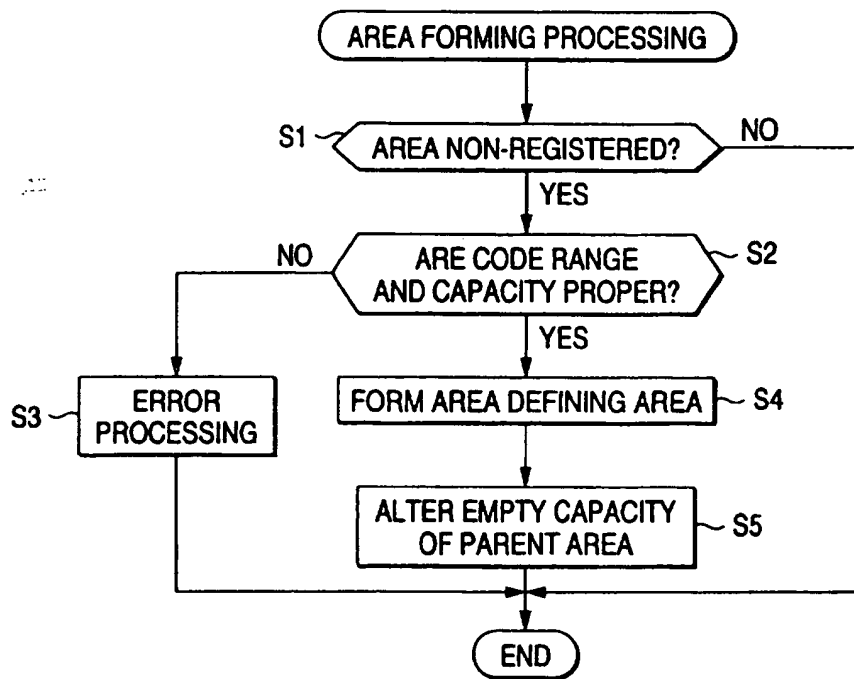 AREA FORMING PROCESSING
S1
AREA NON-REGISTERED?
NO
YES
NO
ARE CODE RANGE
AND CAPACITY PROPER?
S2
YES
S3
ERROR
PROCESSING
FORM AREA DEFINING AREA
S4
ALTER EMPTY CAPACITY
OF PARENT AREA
S5
END